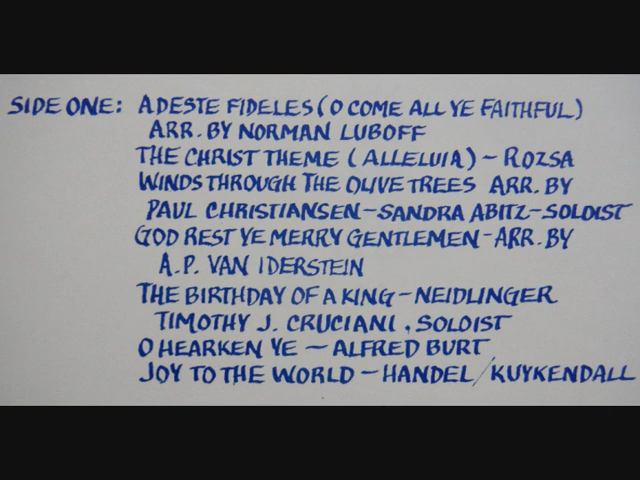 SIDE ONE: ADESTE FIDELES (O COME ALL YE FAITHFUL)
ARR. BY NORMAN LUBOFF
THE CHRIST THEME (ALLELUIA) - ROZSA
WINDS THROUGH THE OLIVE TREES ARR. BY
PAUL CHRISTIANSEN - SANDRA ABITZ - SOLOIST
GOD REST YE MERRY GENTLEMEN - ARR. BY
A.P. VAN IDERSTEIN
THE BIRTHDAY OF A KING - NEIDLINGER
TIMOTHY J. CRUCIANI, SOLOIST
O HEARKEN YE - ALFRED BURT
JOY TO THE WORLD - HANDEL/KUYKENDALL